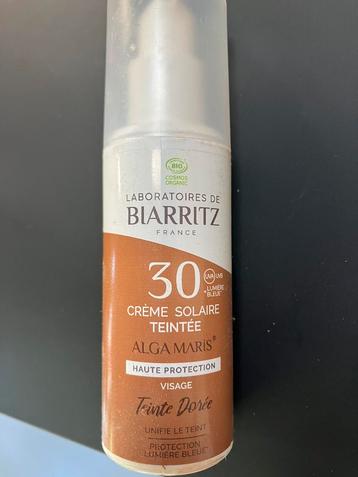 BIO
COSMOS
ORGANIC
LABORATOIRES DE
BIARRITZ
FRANCE
30 UVA UVB
"LUMIÈRE
BLEUE"
CRÈME SOLAIRE
TEINTÉE
ALGA MARIS®
HAUTE PROTECTION
VISAGE
Teinte Dorée
UNIFIE LE TEINT
PROTECTION
LUMIÈRE BLEUE*